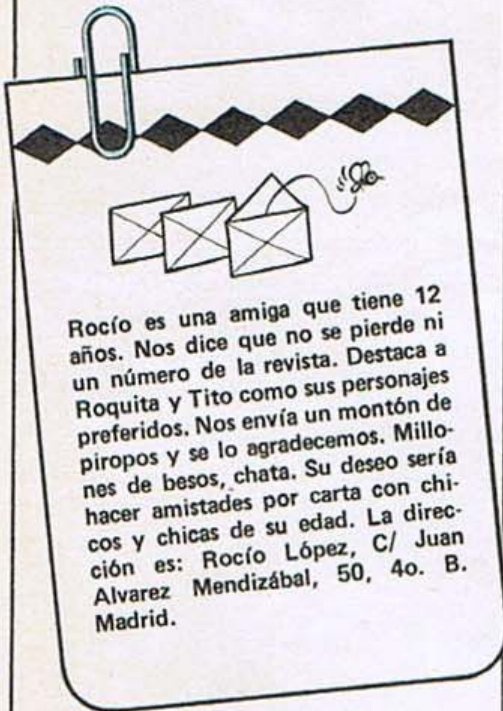 Rocío es una amiga que tiene 12
años. Nos dice que no se pierde ni
un número de la revista. Destaca a
Roquita y Tito como sus personajes
preferidos. Nos envía un montón de
piropos y se lo agradecemos. Millo-
nes de besos, chata. Su deseo sería
hacer amistades por carta con chi-
cos y chicas de su edad. La direc-
ción es: Rocío López, C/ Juan
Alvarez Mendizábal, 50, 4o. B.
Madrid.